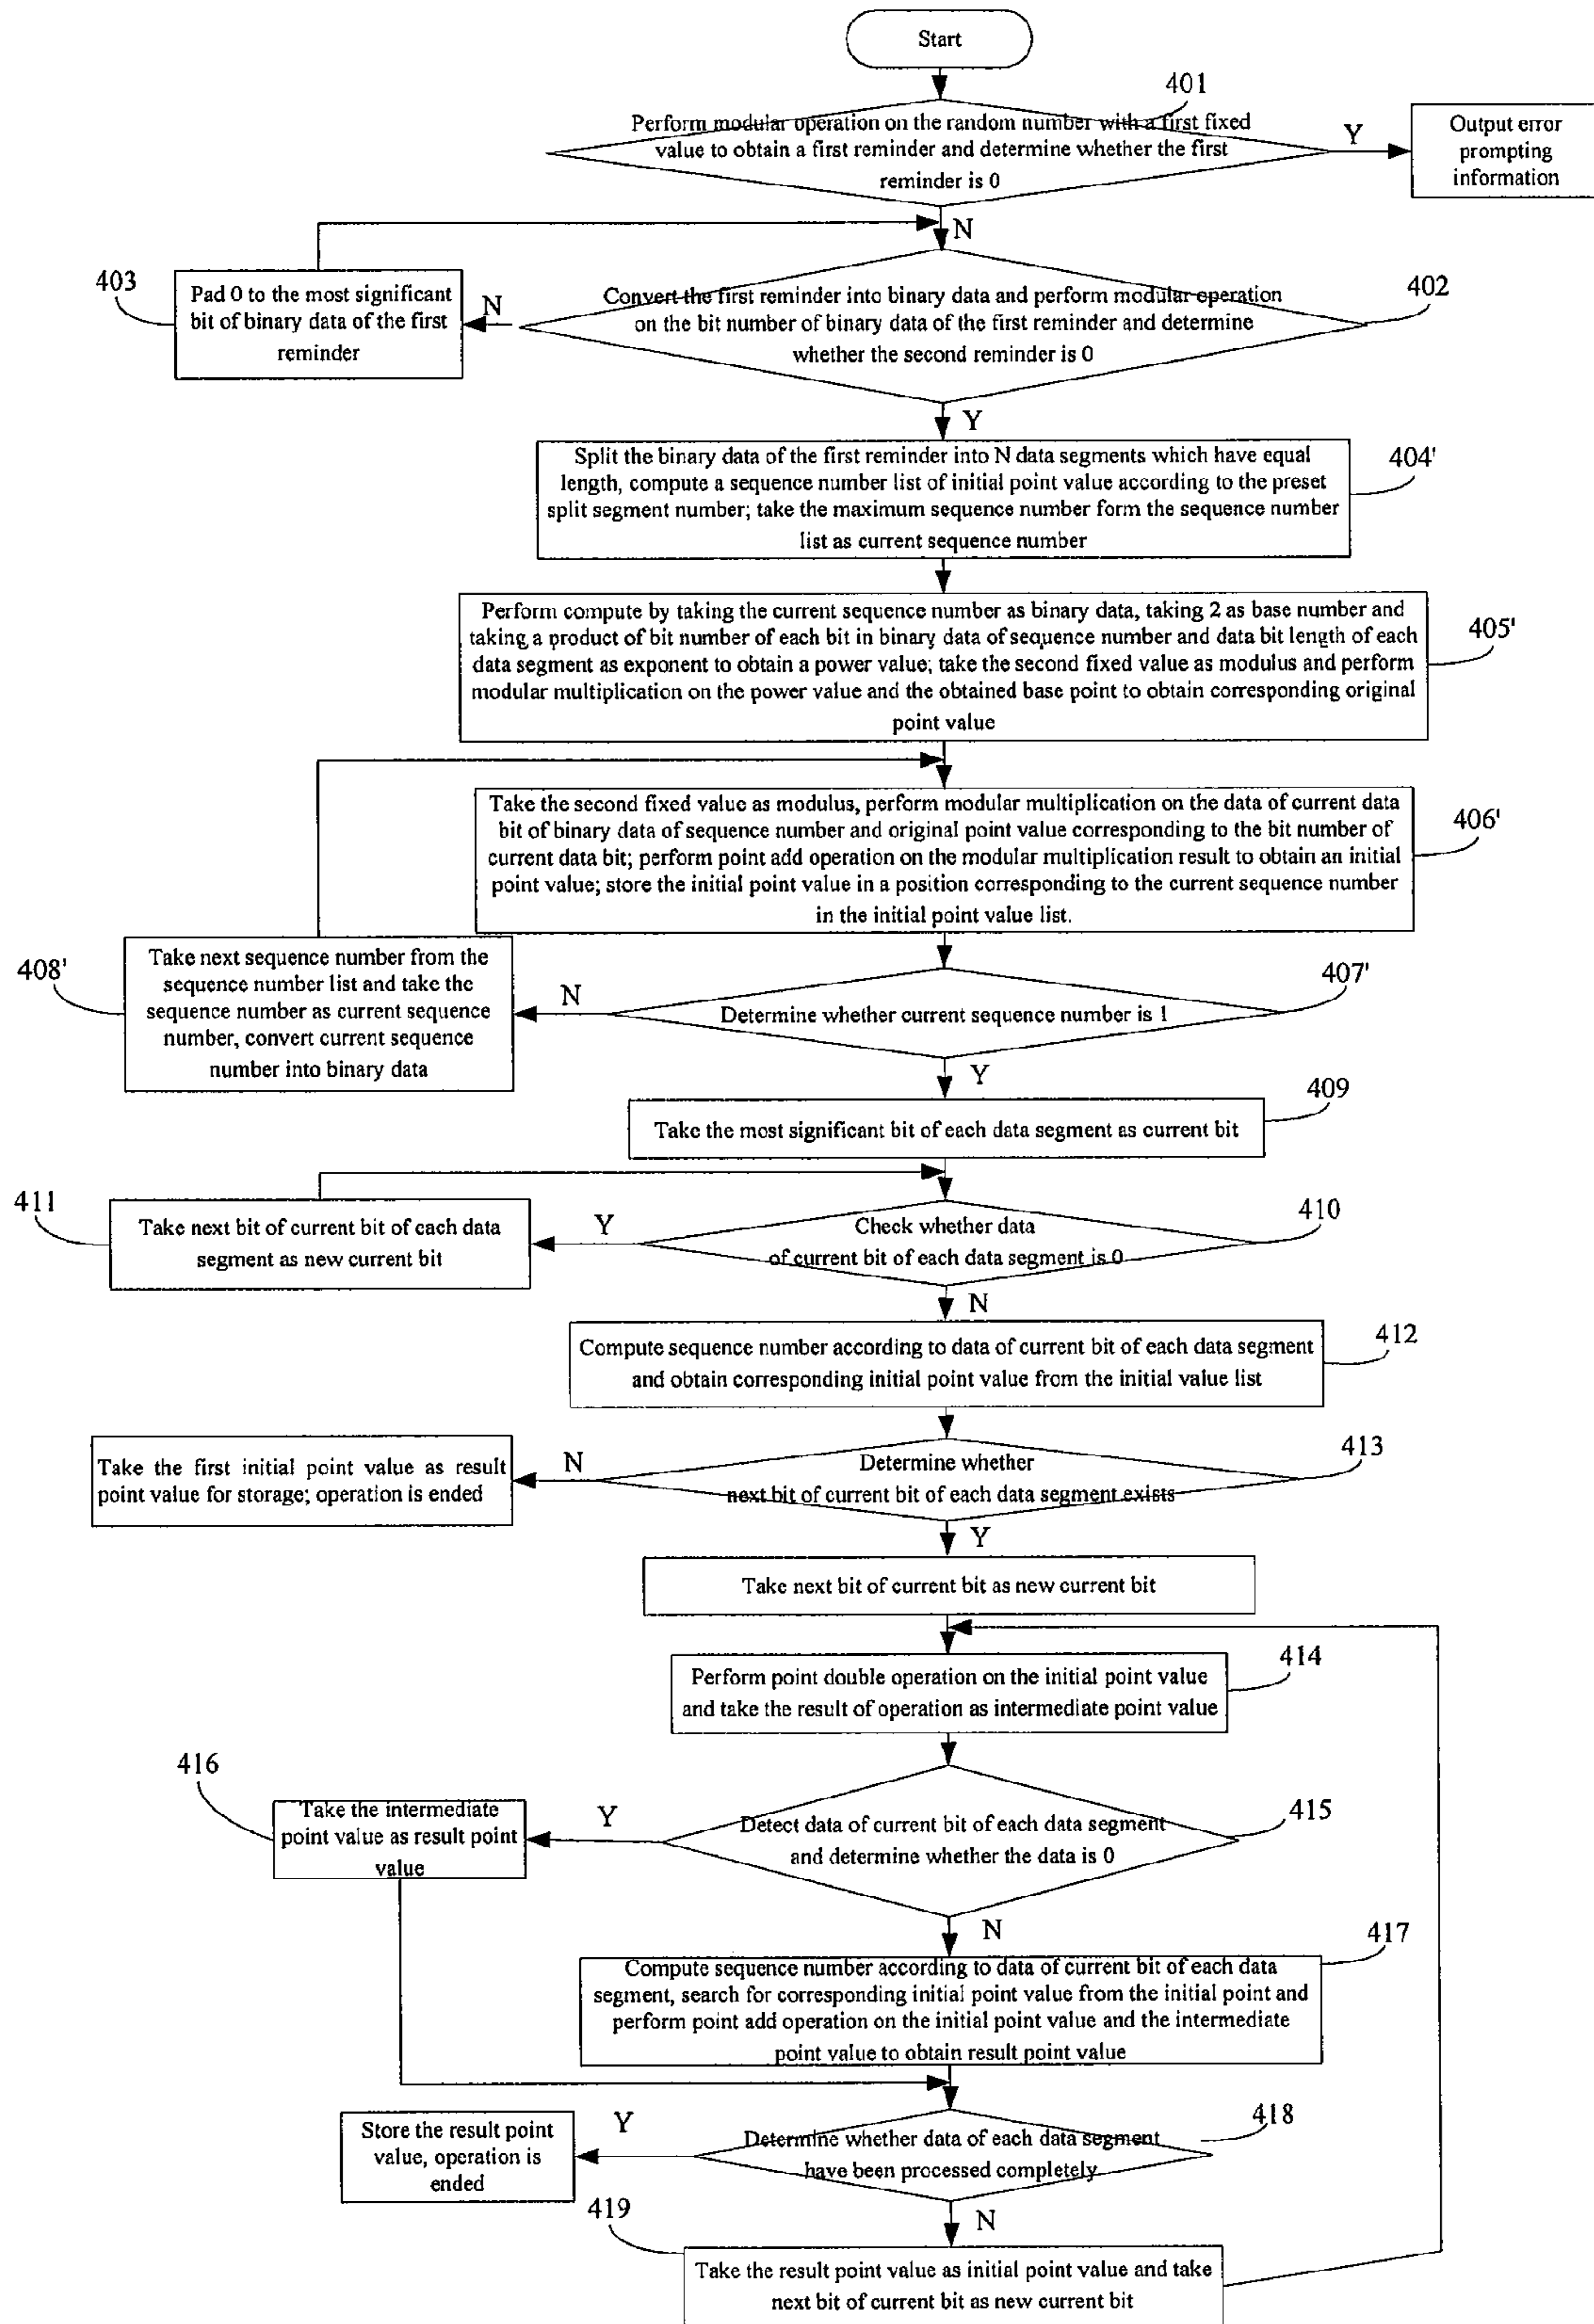 Start
401
Perform modular operation on the random number with a first fixed
value to obtain a first reminder and determine whether the first
reminder is 0
Y
Output error
prompting
information
N
403
Pad 0 to the most significant
bit of binary data of the first
reminder
N
Convert the first reminder into binary data and perform modular operation
on the bit number of binary data of the first reminder and determine
whether the second reminder is 0
402
Y
Split the binary data of the first reminder into N data segments which have equal
length, compute a sequence number list of initial point value according to the preset
split segment number; take the maximum sequence number form the sequence number
list as current sequence number
404'
Perform compute by taking the current sequence number as binary data, taking 2 as base number and
taking a product of bit number of each bit in binary data of sequence number and data bit length of each
data segment as exponent to obtain a power value; take the second fixed value as modulus and perform
modular multiplication on the power value and the obtained base point to obtain corresponding original
point value
405'
Take the second fixed value as modulus, perform modular multiplication on the data of current data
bit of binary data of sequence number and original point value corresponding to the bit number of
current data bit; perform point add operation on the modular multiplication result to obtain an initial
point value; store the initial point value in a position corresponding to the current sequence number
in the initial point value list.
406'
408'
Take next sequence number from the
sequence number list and take the
sequence number as current sequence
number, convert current sequence
number into binary data
N
Determine whether current sequence number is 1
407'
Y
Take the most significant bit of each data segment as current bit
409
411
Take next bit of current bit of each data
segment as new current bit
Y
Check whether data
of current bit of each data segment is 0
410
N
Compute sequence number according to data of current bit of each data segment
and obtain corresponding initial point value from the initial value list
412
Take the first initial point value as result
point value for storage; operation is ended
N
Determine whether
next bit of current bit of each data segment exists
413
Y
Take next bit of current bit as new current bit
Perform point double operation on the initial point value
and take the result of operation as intermediate point value
414
416
Take the intermediate
point value as result point
value
Y
Detect data of current bit of each data segment
and determine whether the data is 0
415
N
Compute sequence number according to data of current bit of each data
segment, search for corresponding initial point value from the initial point and
perform point add operation on the initial point value and the intermediate
point value to obtain result point value
417
Store the result point
value, operation is
ended
Y
Determine whether data of each data segment
have been processed completely
418
N
419
Take the result point value as initial point value and take
next bit of current bit as new current bit